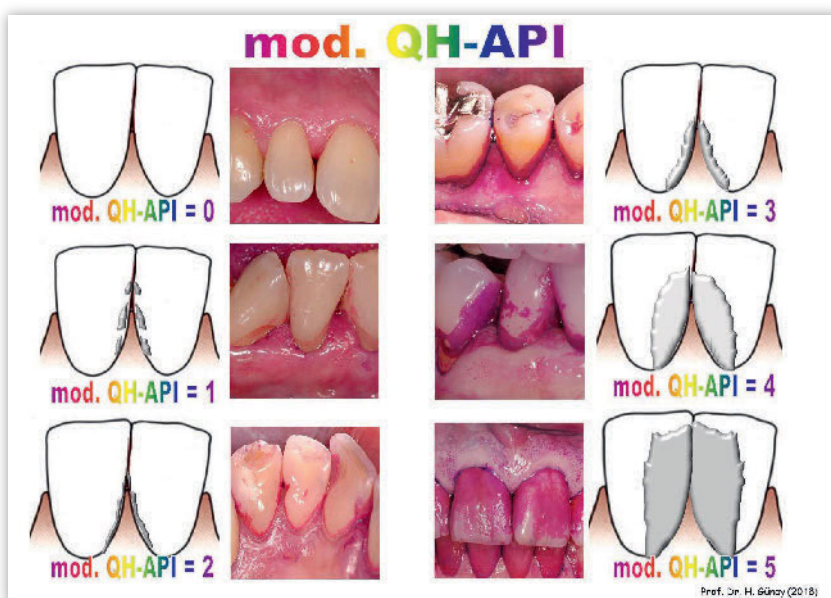 mod. QH-API
mod. QH-API = 0
mod. QH-API = 3
mod. QH-API = 1
mod. QH-API = 4
mod. QH-API = 2
mod. QH-API = 5
Prof. Dr. H. Günay (2018)